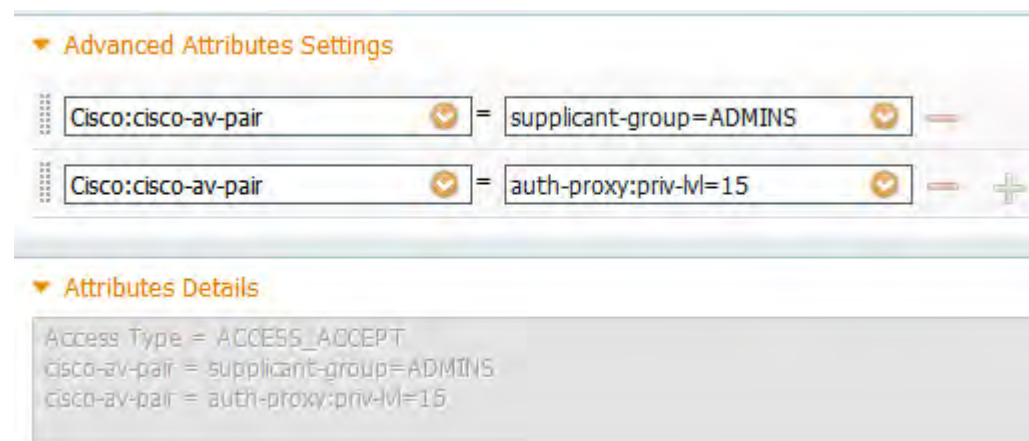 Advanced Attributes Settings
Cisco:cisco-av-pair = supplicant-group=ADMINS
Cisco:cisco-av-pair = auth-proxy:priv-lvl=15
Attributes Details
Access Type = ACCESS_ACCEPT
cisco-av-pair = supplicant-group=ADMINS
cisco-av-pair = auth-proxy:priv-lvl=15